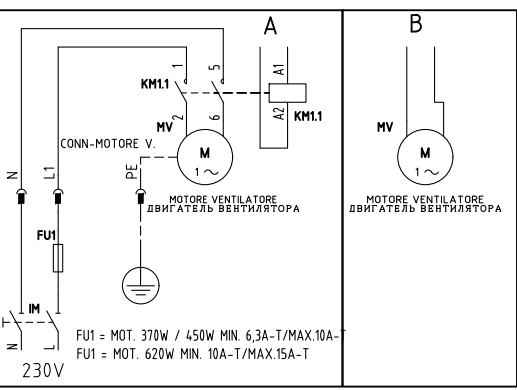 A
B
1
5
A1
KM1.1
A2
KM1.1
2
6
MV
MV
CONN-MOTORE V.
M
1~
M
1~
N
L1
PE
MOTORE VENTILATORE
ДВИГАТЕЛЬ ВЕНТИЛЯТОРА
MOTORE VENTILATORE
ДВИГАТЕЛЬ ВЕНТИЛЯТОРА
FU1
IM
N
L
FU1 = MOT. 370W / 450W MIN. 6,3A-T/MAX.10A-T
FU1 = MOT. 620W MIN. 10A-T/MAX.15A-T
230V